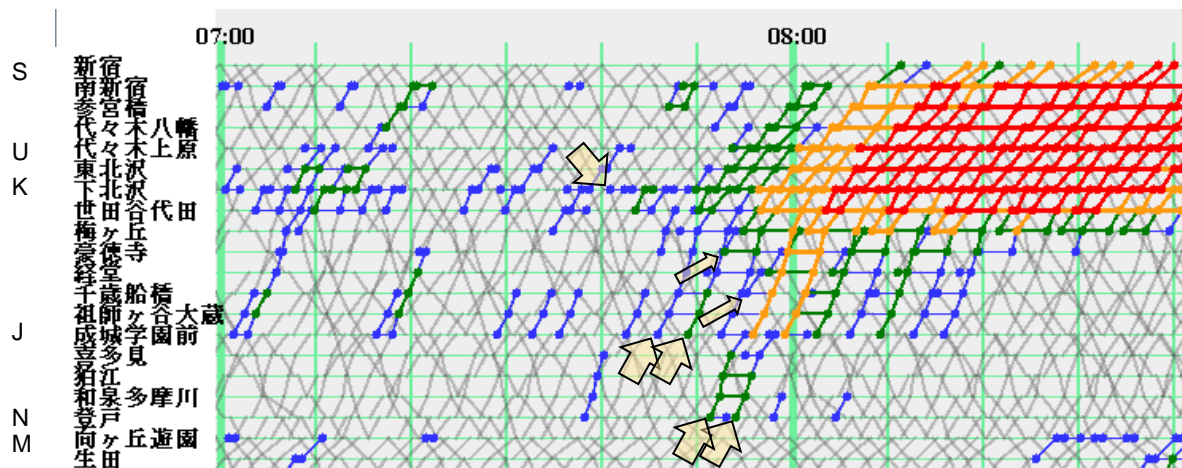 07:00 08:00
S 新宿
南新宿
参宮橋
代々木八幡
U 代々木上原
東北沢
K 下北沢
世田谷代田
梅ヶ丘
豪徳寺
経堂
千歳船橋
祖師ヶ谷大蔵
J 成城学園前
喜多見
狛江
和泉多摩川
N 登戸
M 向ヶ丘遊園
生田